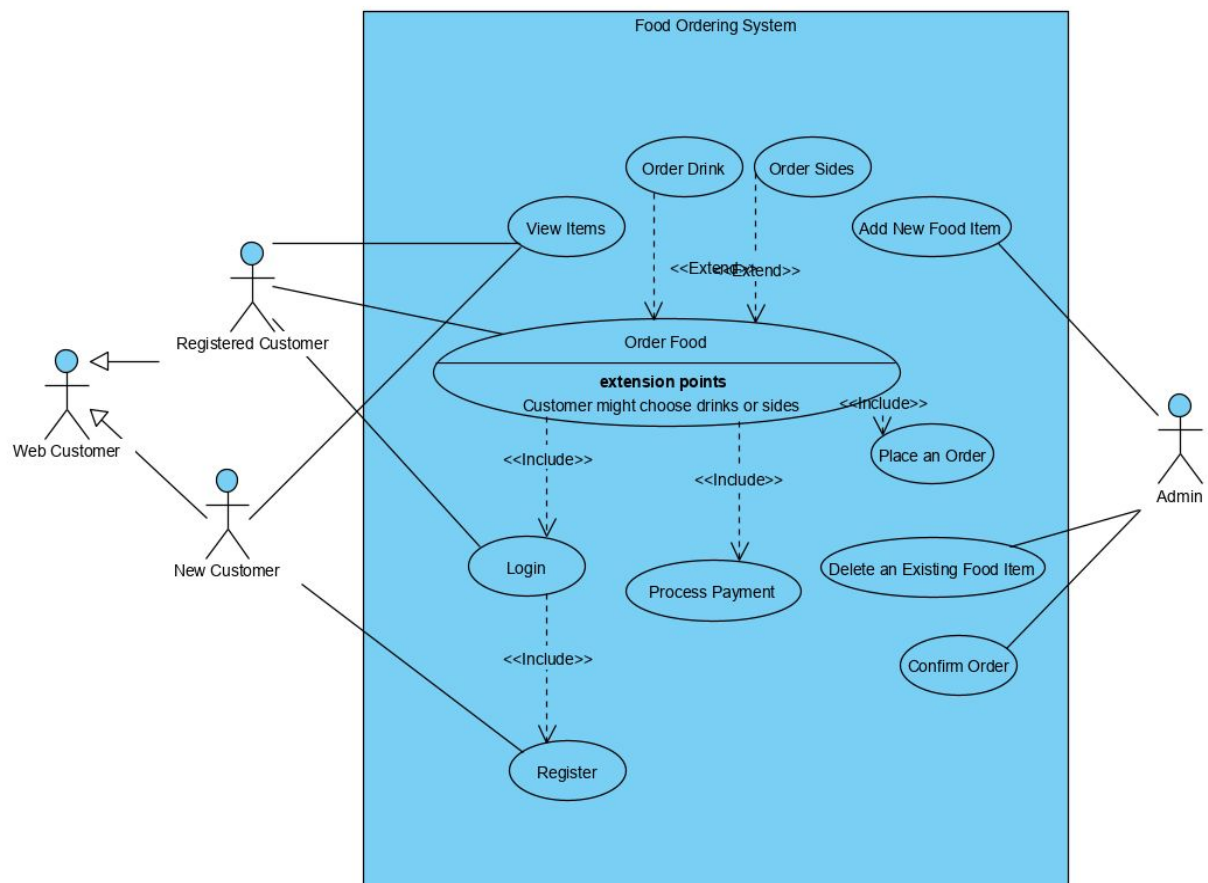 Food Ordering System
Order Drink
Order Sides
View Items
Add New Food Item
<<Extend>>
<<Extend>>
Registered Customer
Order Food
extension points
Customer might choose drinks or sides
<<Include>>
Web Customer
<<Include>>
Place an Order
<<Include>>
Admin
New Customer
Login
Delete an Existing Food Item
Process Payment
<<Include>>
Confirm Order
Register